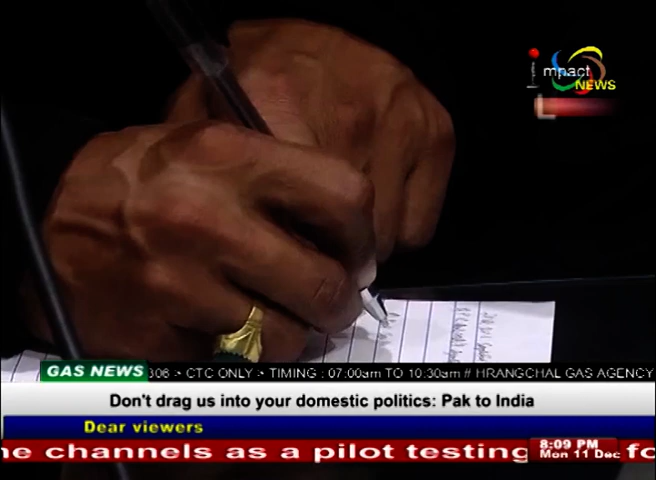 impact
NEWS
GAS NEWS
306 > CTC ONLY > TIMING : 07:00am TO 10:30am # HRANGCHAL GAS AGENCY
Don't drag us into your domestic politics: Pak to India
Dear viewers
channels as a pilot testing
8:09 PM
Mon 11 Dec